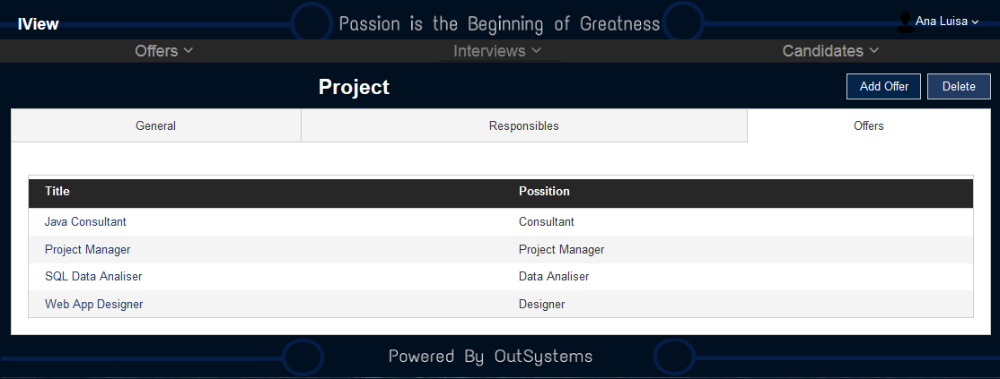 IView
Passion is the Beginning of Greatness
Ana Luisa
Offers Interviews Candidates
Project
Add Offer Delete
General Responsibles Offers
Title Possition
Java Consultant Consultant
Project Manager Project Manager
SQL Data Analiser Data Analiser
Web App Designer Designer
Powered By OutSystems